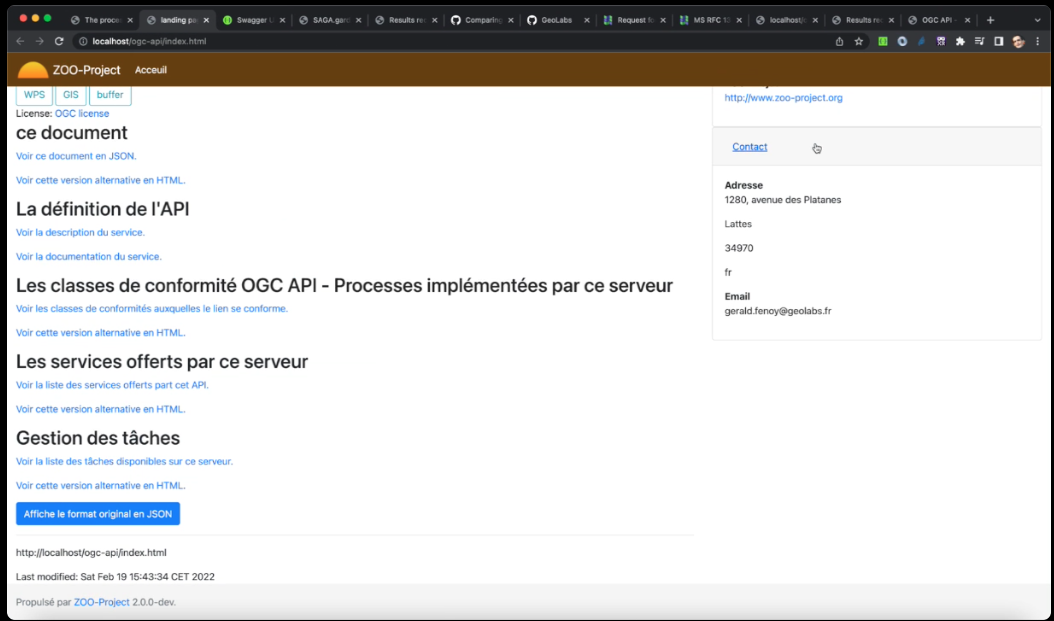 The proces
landing pa
Swagger U
SAGA.gar
Results re
Comparing
GeoLabs
Request fo
MS RFC 13
localhost/o
Results re
OGC API -
localhost/ogc-api/index.html
ZOO-Project Acceuil
WPS GIS buffer
License: OGC license
ce document
Voir ce document en JSON.
Voir cette version alternative en HTML.
La définition de l'API
Voir la description du service.
Voir la documentation du service.
Les classes de conformité OGC API - Processes implémentées par ce serveur
Voir les classes de conformités auxquelles le lien se conforme.
Voir cette version alternative en HTML.
Les services offerts par ce serveur
Voir la liste des services offerts part cet API.
Voir cette version alternative en HTML.
Gestion des tâches
Voir la liste des tâches disponibles sur ce serveur.
Voir cette version alternative en HTML.
Affiche le format original en JSON
http://localhost/ogc-api/index.html
Last modified: Sat Feb 19 15:43:34 CET 2022
Propulsé par ZOO-Project 2.0.0-dev.
http://www.zoo-project.org
Contact
Adresse
1280, avenue des Platanes
Lattes
34970
fr
Email
gerald.fenoy@geolabs.fr